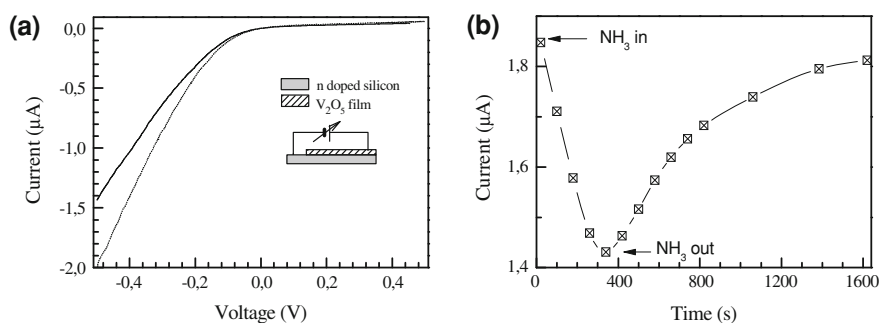 (a)
0,0
-0,5
-1,0
-1,5
-2,0
Current (μA)
-0,4
-0,2
0,0
0,2
0,4
Voltage (V)
n doped silicon
V₂O₅ film
(b)
1,8
1,6
1,4
Current (μA)
NH₃ in
NH₃ out
0
400
800
1200
1600
Time (s)